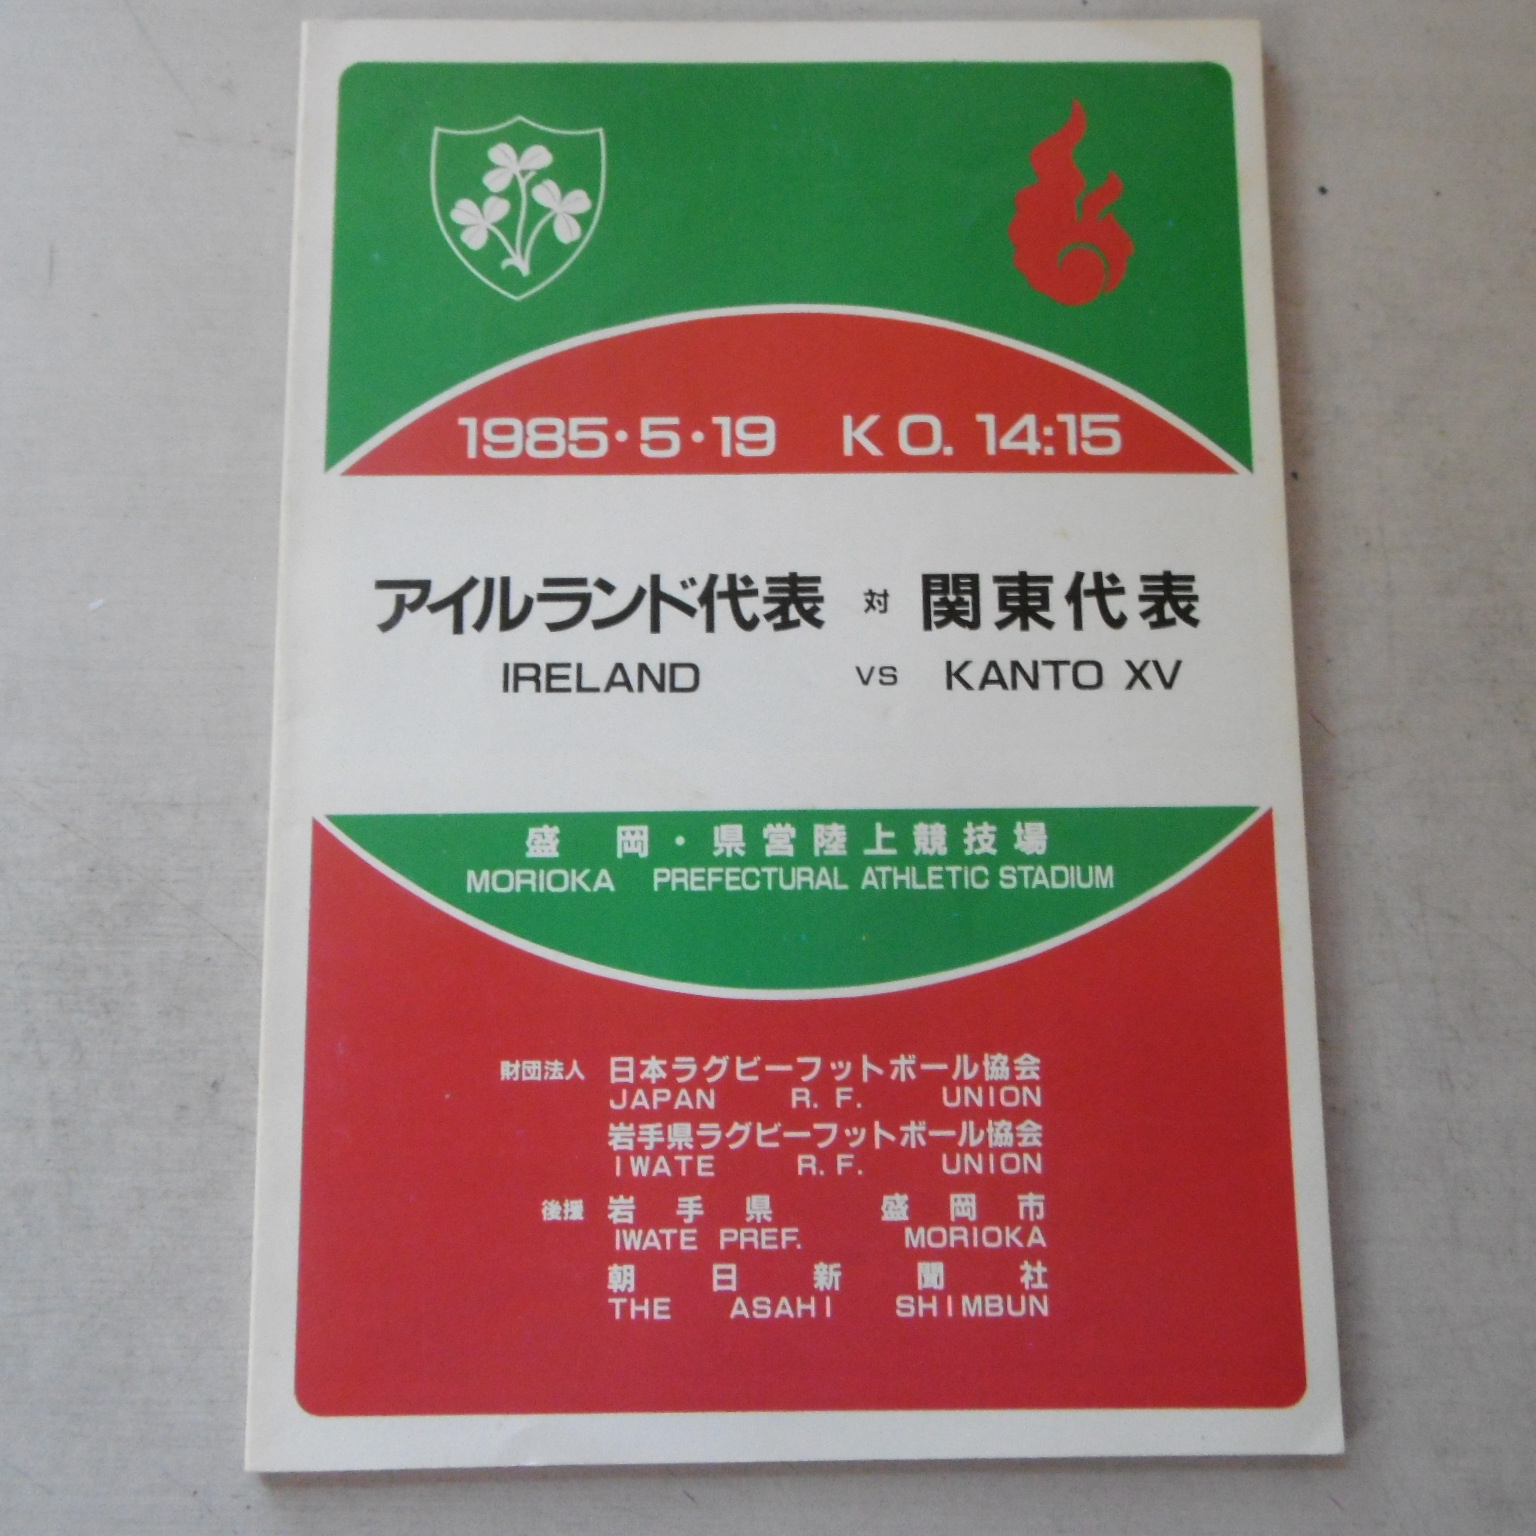 1985・5・19　K O. 14:15
アイルランド代表 対 関東代表
IRELAND vs KANTO XV
盛岡・県営陸上競技場
MORIOKA PREFECTURAL ATHLETIC STADIUM
財団法人 日本ラグビーフットボール協会
JAPAN R. F. UNION
岩手県ラグビーフットボール協会
IWATE R. F. UNION
後援 岩手県 盛岡市
IWATE PREF. MORIOKA
朝日新聞社
THE ASAHI SHIMBUN